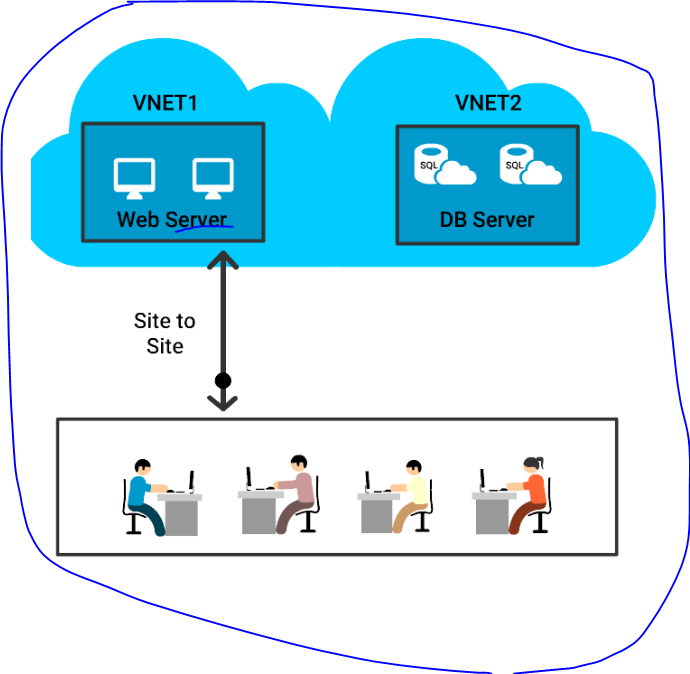 VNET1
VNET2
SQL
SQL
Web Server
DB Server
Site to
Site